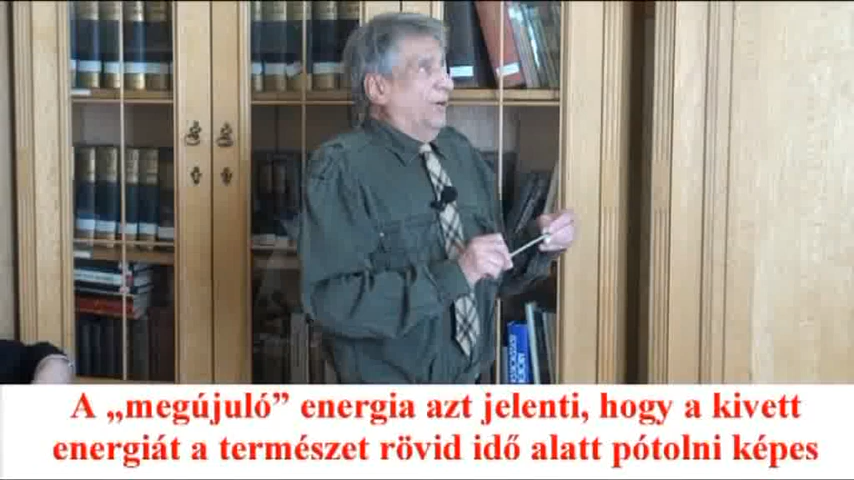 A „megújuló” energia azt jelenti, hogy a kivett
energiát a természet rövid idő alatt pótolni képes